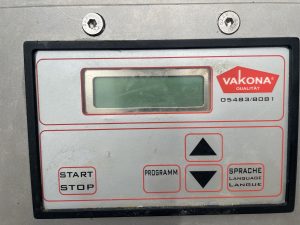 VAKONA
QUALITÄT
05483/8081
START
STOP
PROGRAMM
SPRACHE
LANGUAGE
LANGUE